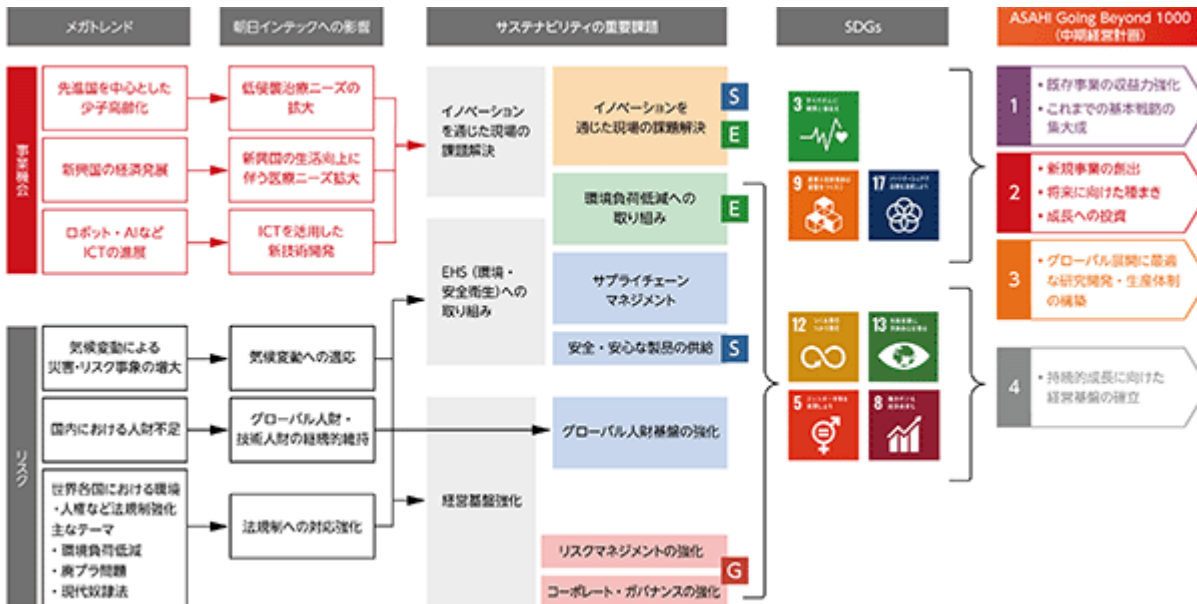 メガトレンド
朝日インテックへの影響
サステナビリティの重要課題
SDGs
ASAHI Going Beyond 1000
(中期経営計画)
事業機会
先進国を中心とした
少子高齢化
低侵襲治療ニーズの
拡大
新興国の経済発展
新興国の生活向上に
伴う医療ニーズ拡大
ロボット・AIなど
ICTの進展
ICTを活用した
新技術開発
リスク
気候変動による
災害・リスク事象の増大
気候変動への適応
国内における人財不足
グローバル人財・
技術人財の継続的維持
世界各国における環境
・人権など法規制強化
主なテーマ
・環境負荷低減
・廃プラ問題
・現代奴隷法
法規制への対応強化
イノベーション
を通じた現場の
課題解決
EHS(環境・
安全衛生)への
取り組み
経営基盤強化
イノベーションを
通じた現場の課題解決
S
E
環境負荷低減への
取り組み
E
サプライチェーン
マネジメント
安全・安心な製品の供給
S
グローバル人財基盤の強化
リスクマネジメントの強化
コーポレート・ガバナンスの強化
G
3
9
17
12
13
5
8
1
・既存事業の収益力強化
・これまでの基本戦略の
集大成
2
・新規事業の創出
・将来に向けた種まき
・成長への投資
3
・グローバル展開に最適
な研究開発・生産体制
の構築
4
・持続的成長に向けた
経営基盤の確立